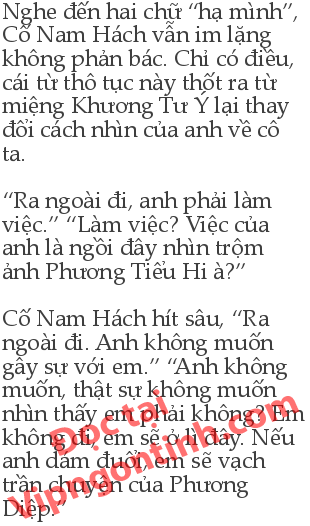 Nghe đến hai chữ “hạ mình”,
Cố Nam Hách vẫn im lặng
không phản bác. Chỉ có điều,
cái từ thô tục này thốt ra từ
miệng Khương Tư Ý lại thay
đổi cách nhìn của anh về cô
ta.
“Ra ngoài đi, anh phải làm
việc.” “Làm việc? Việc của
anh là ngồi đây nhìn trộm
ảnh Phương Tiểu Hi à?”
Cố Nam Hách hít sâu, “Ra
ngoài đi. Anh không muốn
gây sự với em.” “Anh không
muốn, thật sự không muốn
nhìn thấy em phải không? Em
không đi, em sẽ ở lì đây. Nếu
anh dám đuổi, em sẽ vạch
trần chuyện của Phương
Diệp.”
Đọc tại
Vipngontinh.com